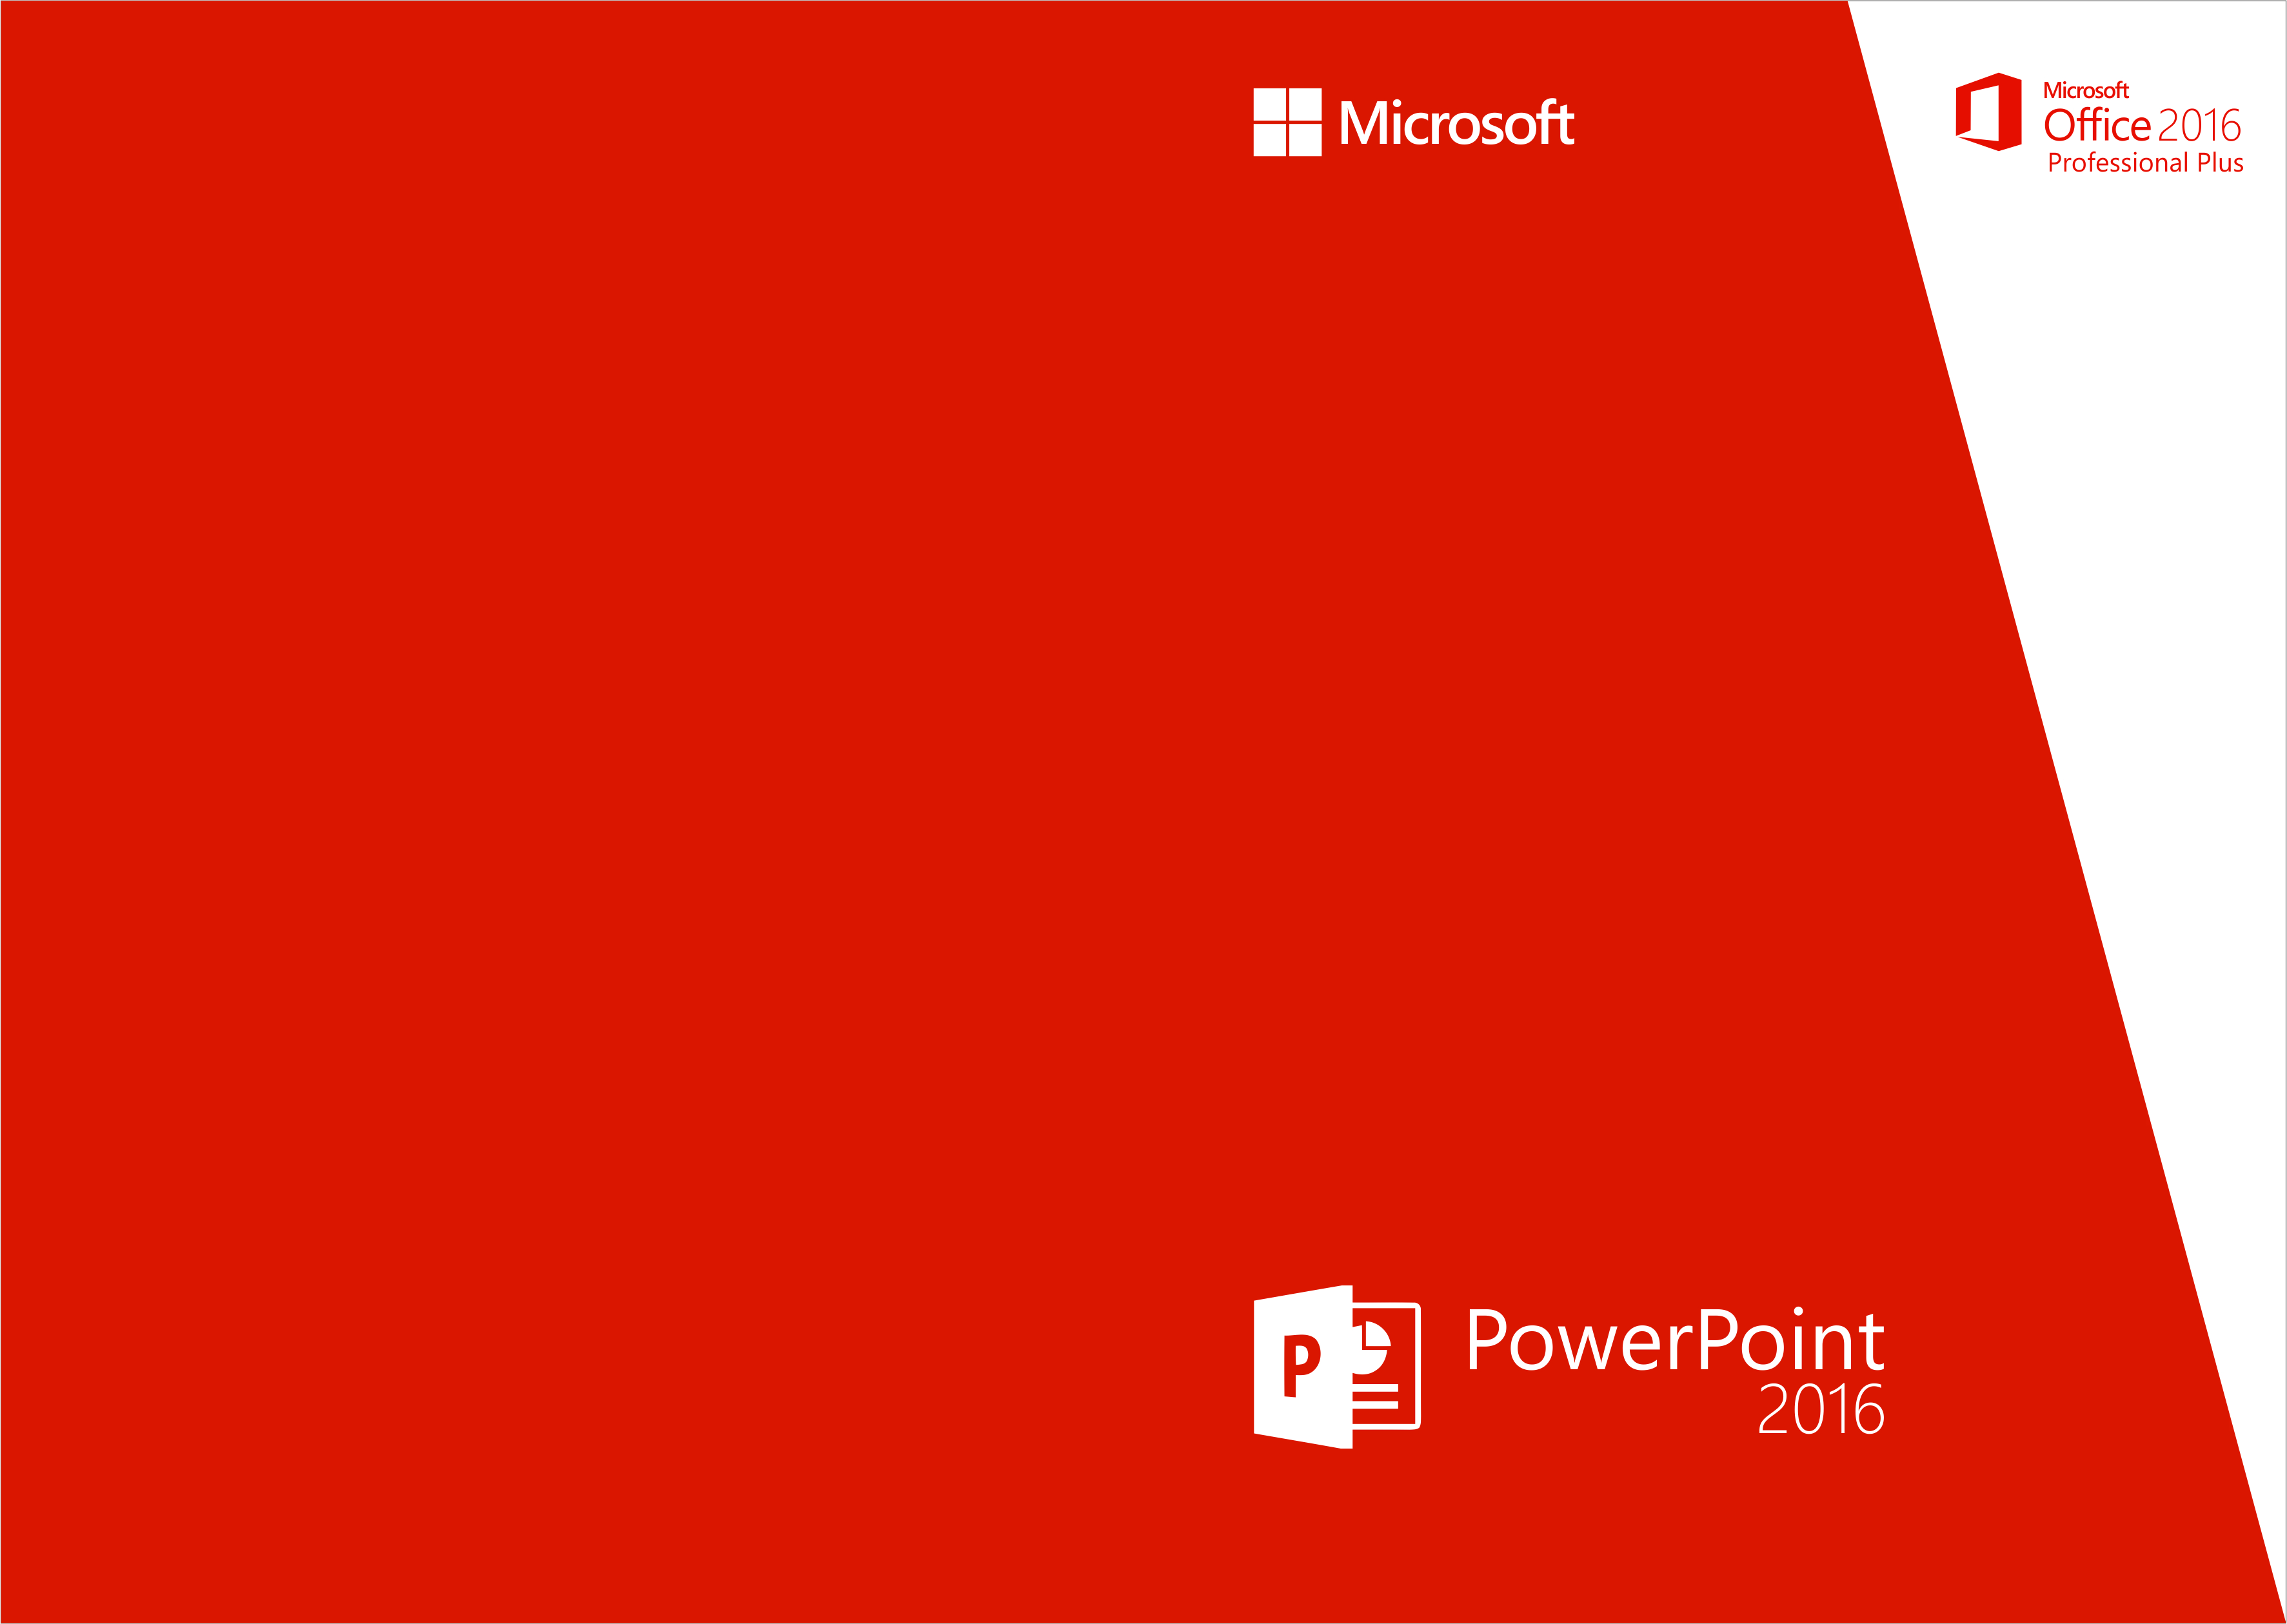 Microsoft
Microsoft
Office 2016
Professional Plus
P
PowerPoint
2016